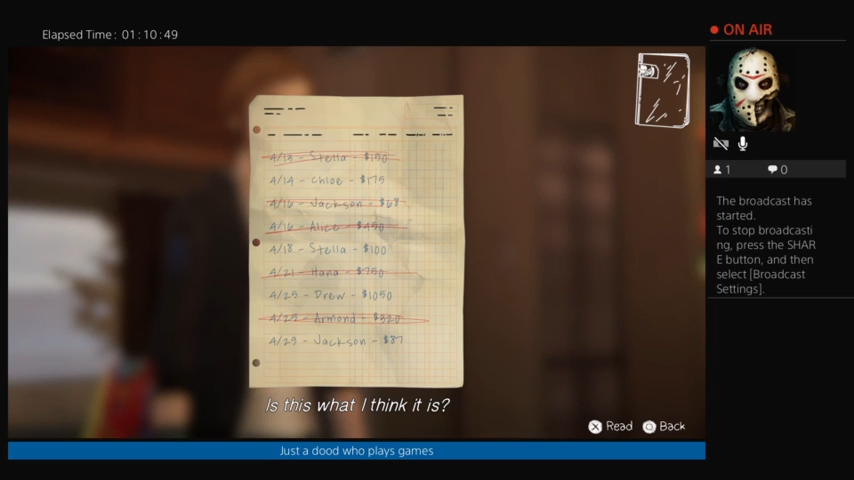 Elapsed Time: 01:10:49
ON AIR
4/13 - Stella - $150
4/14 - Chloe - $175
4/16 - Jackson - $68
4/16 - Alice - $450
4/18 - Stella - $100
4/21 - Hana - $750
4/25 - Drew - $1050
4/25 - Armond - $320
4/29 - Jackson - $87
Is this what I think it is?
Read
Back
Just a dood who plays games
1
0
The broadcast has
started.
To stop broadcasti
ng, press the SHAR
E button, and then
select [Broadcast
Settings].